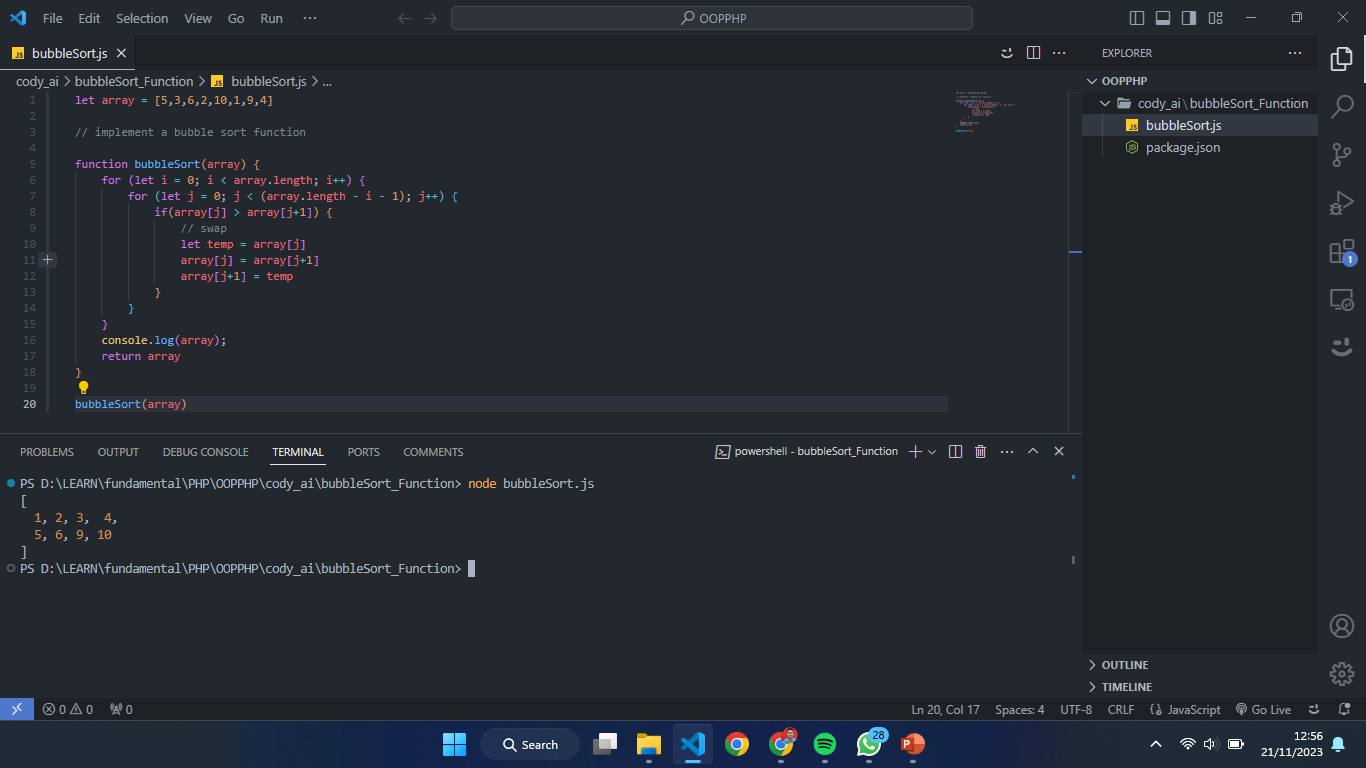 File Edit Selection View Go Run ···
OOPPHP
JS bubbleSort.js
cody_ai > bubbleSort_Function > JS bubbleSort.js > ...
1 let array = [5,3,6,2,10,1,9,4]
2
3 // implement a bubble sort function
4
5 function bubbleSort(array) {
6 for (let i = 0; i < array.length; i++) {
7 for (let j = 0; j < (array.length - i - 1); j++) {
8 if(array[j] > array[j+1]) {
9 // swap
10 let temp = array[j]
11 array[j] = array[j+1]
12 array[j+1] = temp
13 }
14 }
15 }
16 console.log(array);
17 return array
18 }
19
20 bubbleSort(array)
EXPLORER
OOPPHP
cody_ai\bubbleSort_Function
JS bubbleSort.js
package.json
1
PROBLEMS OUTPUT DEBUG CONSOLE TERMINAL PORTS COMMENTS
powershell - bubbleSort_Function
PS D:\LEARN\fundamental\PHP\OOPPHP\cody_ai\bubbleSort_Function> node bubbleSort.js
[
1, 2, 3, 4,
5, 6, 9, 10
]
PS D:\LEARN\fundamental\PHP\OOPPHP\cody_ai\bubbleSort_Function>
OUTLINE
TIMELINE
0 0 0
Ln 20, Col 17 Spaces: 4 UTF-8 CRLF JavaScript Go Live
Search
28
12:56
21/11/2023